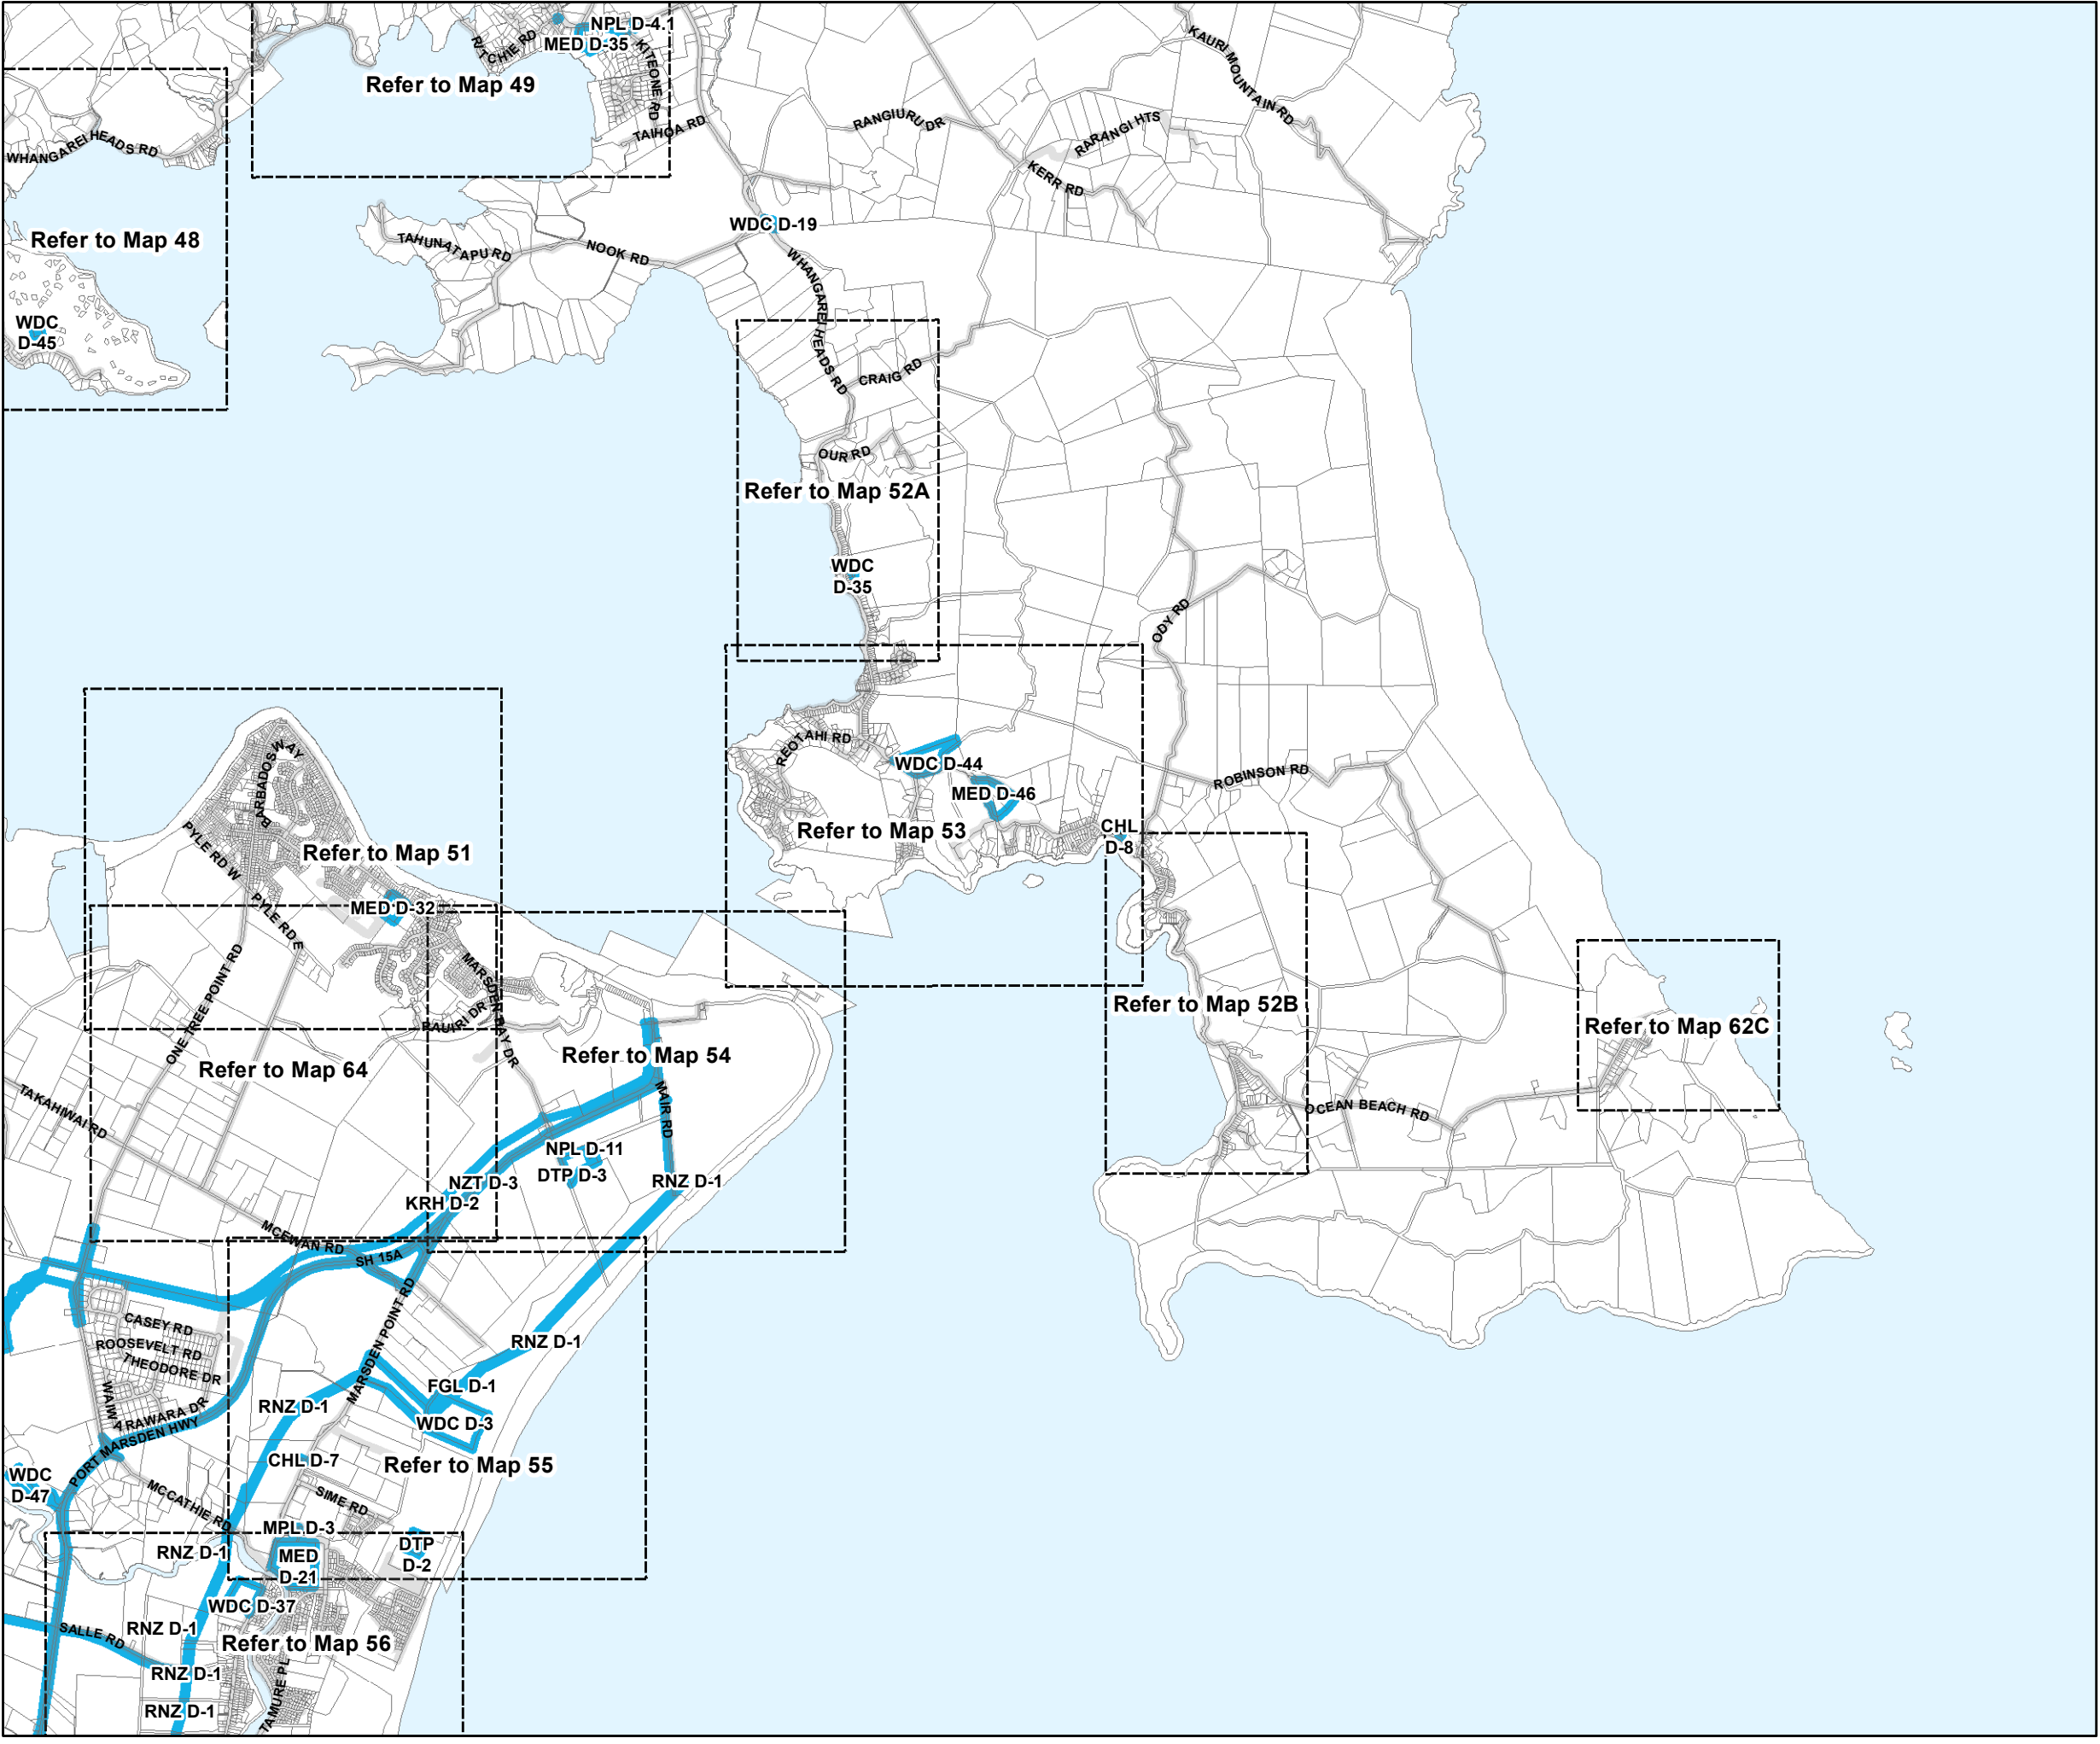 NPL D-4.1
MED D-35
RITCHIE RD
KITEONE RD
Refer to Map 49
TAIHOA RD
WHANGAREI HEADS RD
RANGIURU DR
KAURI MOUNTAIN RD
RARANGI HTS
KERR RD
Refer to Map 48
WDC D-19
TAHUNATAPU RD
NOOK RD
WHANGAREI HEADS RD
WDC
D-45
CRAIG RD
OUR RD
Refer to Map 52A
WDC
D-35
ODY RD
BARBADOS WAY
REOTAHI RD
WDC D-44
MED D-46
ROBINSON RD
PYLE RD W
Refer to Map 51
Refer to Map 53
CHL
D-8
MED D-32
PYLE RD E
ONE TREE POINT RD
MARSDEN BAY DR
RAUIRI DR
Refer to Map 52B
Refer to Map 62C
Refer to Map 54
Refer to Map 64
TAKAHIWAI RD
MAIR RD
OCEAN BEACH RD
NPL D-11
DTP D-3
NZT D-3
RNZ D-1
KRH D-2
MCEWAN RD
SH 15A
MARSDEN POINT RD
CASEY RD
ROOSEVELT RD
THEODORE DR
RNZ D-1
FGL D-1
RNZ D-1
WDC D-3
WAIW
ARAWARA DR
PORT MARSDEN HWY
CHL D-7
Refer to Map 55
WDC
D-47
MCCATHIE RD
SIME RD
MPL D-3
RNZ D-1
MED
D-21
DTP
D-2
WDC D-37
SALLE RD
RNZ D-1
Refer to Map 56
RNZ D-1
TAMURE PL
RNZ D-1